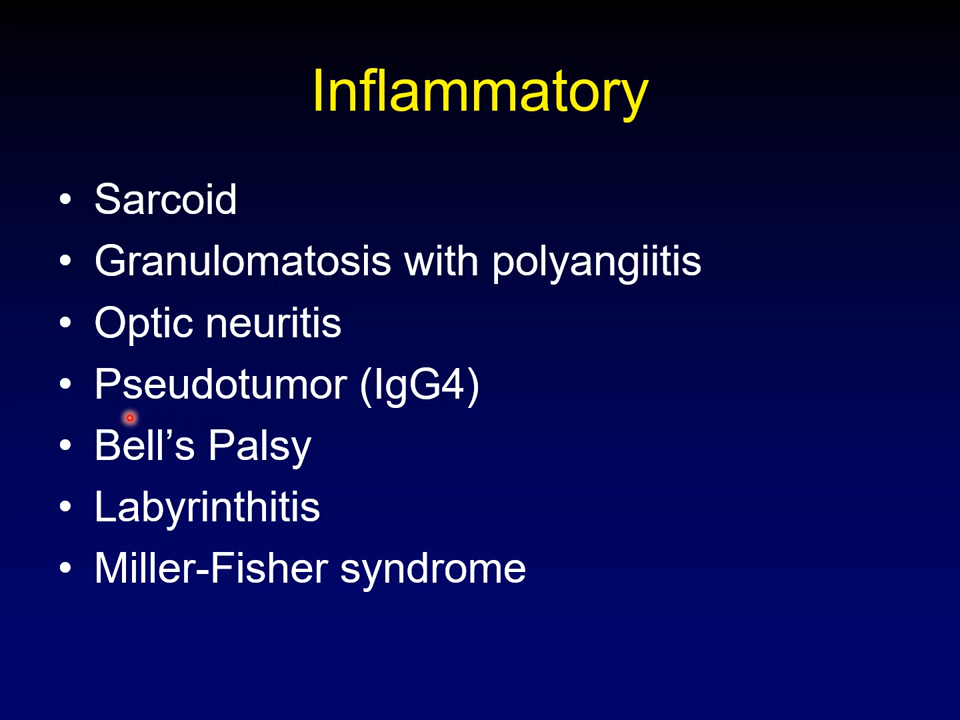 Inflammatory
• Sarcoid
• Granulomatosis with polyangiitis
• Optic neuritis
• Pseudotumor (IgG4)
• Bell’s Palsy
• Labyrinthitis
• Miller-Fisher syndrome